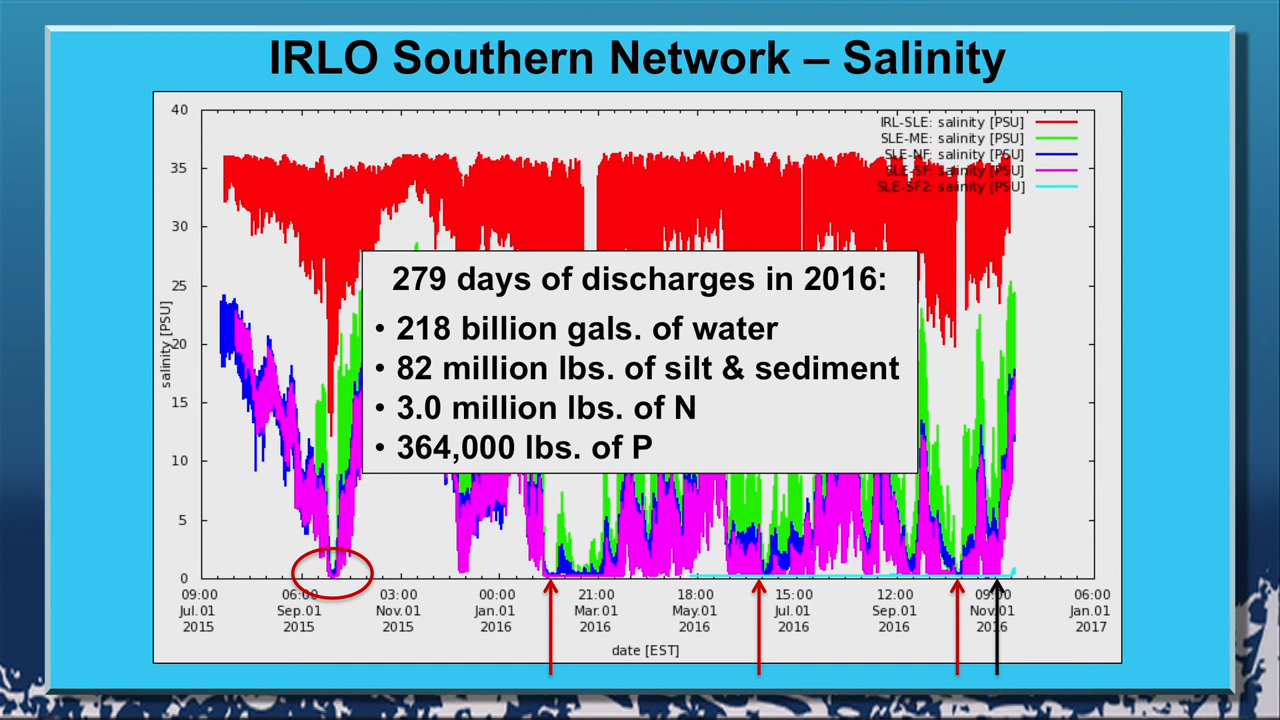 IRLO Southern Network – Salinity
40
35
30
25
20
15
10
5
0
salinity [PSU]
IRL-SLE: salinity [PSU]
SLE-ME: salinity [PSU]
SLE-NF: salinity [PSU]
SLE-SF: salinity [PSU]
SLE-SF2: salinity [PSU]
279 days of discharges in 2016:
• 218 billion gals. of water
• 82 million lbs. of silt & sediment
• 3.0 million lbs. of N
• 364,000 lbs. of P
09:00 06:00 03:00 00:00 21:00 18:00 15:00 12:00 09:00 06:00
Jul.01 Sep.01 Nov.01 Jan.01 Mar.01 May.01 Jul.01 Sep.01 Nov.01 Jan.01
2015 2015 2015 2016 2016 2016 2016 2016 2016 2017
date [EST]